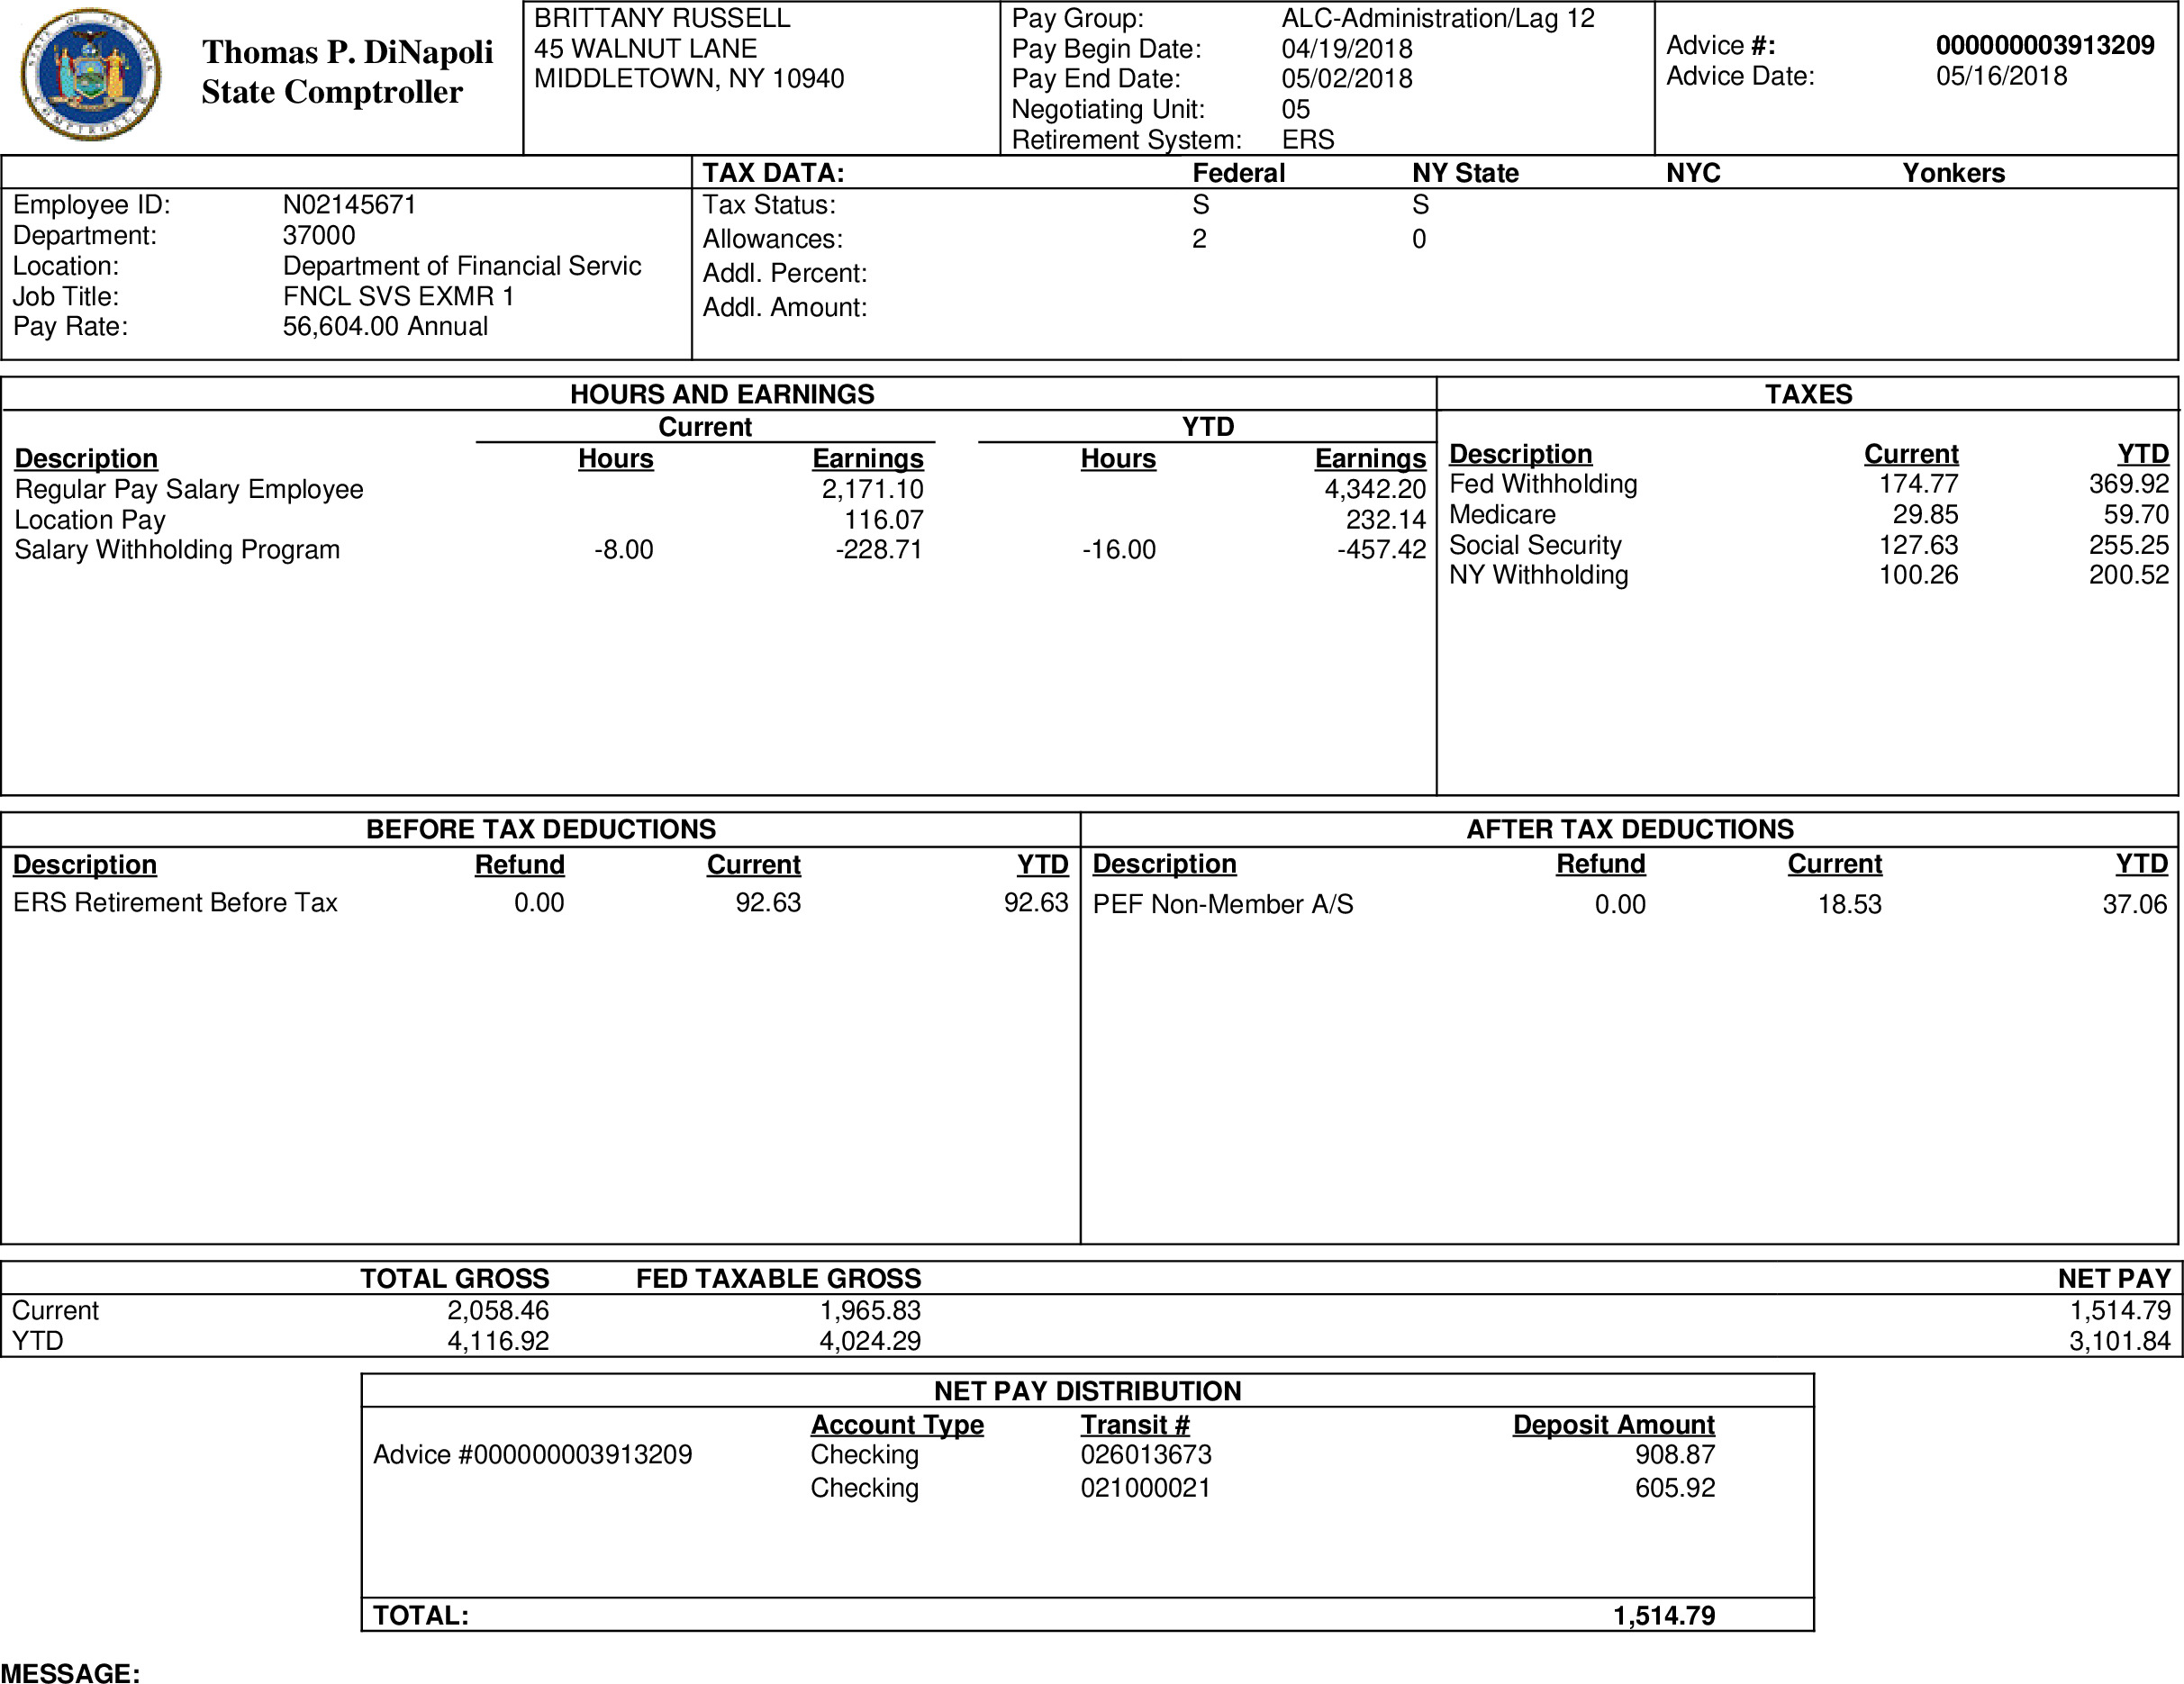 Thomas P. DiNapoli
State Comptroller
BRITTANY RUSSELL
45 WALNUT LANE
MIDDLETOWN, NY 10940
Pay Group: ALC-Administration/Lag 12
Pay Begin Date: 04/19/2018
Pay End Date: 05/02/2018
Negotiating Unit: 05
Retirement System: ERS
Advice #: 000000003913209
Advice Date: 05/16/2018
Employee ID: N02145671
Department: 37000
Location: Department of Financial Servic
Job Title: FNCL SVS EXMR 1
Pay Rate: 56,604.00 Annual
TAX DATA: Federal NY State NYC Yonkers
Tax Status: S S
Allowances: 2 0
Addl. Percent:
Addl. Amount:
HOURS AND EARNINGS
Current YTD
Description Hours Earnings Hours Earnings
Regular Pay Salary Employee 2,171.10 4,342.20
Location Pay 116.07 232.14
Salary Withholding Program -8.00 -228.71 -16.00 -457.42
TAXES
Description Current YTD
Fed Withholding 174.77 369.92
Medicare 29.85 59.70
Social Security 127.63 255.25
NY Withholding 100.26 200.52
BEFORE TAX DEDUCTIONS
Description Refund Current YTD
ERS Retirement Before Tax 0.00 92.63 92.63
AFTER TAX DEDUCTIONS
Description Refund Current YTD
PEF Non-Member A/S 0.00 18.53 37.06
TOTAL GROSS FED TAXABLE GROSS NET PAY
Current 2,058.46 1,965.83 1,514.79
YTD 4,116.92 4,024.29 3,101.84
NET PAY DISTRIBUTION
Account Type Transit # Deposit Amount
Advice #000000003913209 Checking 026013673 908.87
Checking 021000021 605.92
TOTAL: 1,514.79
MESSAGE: